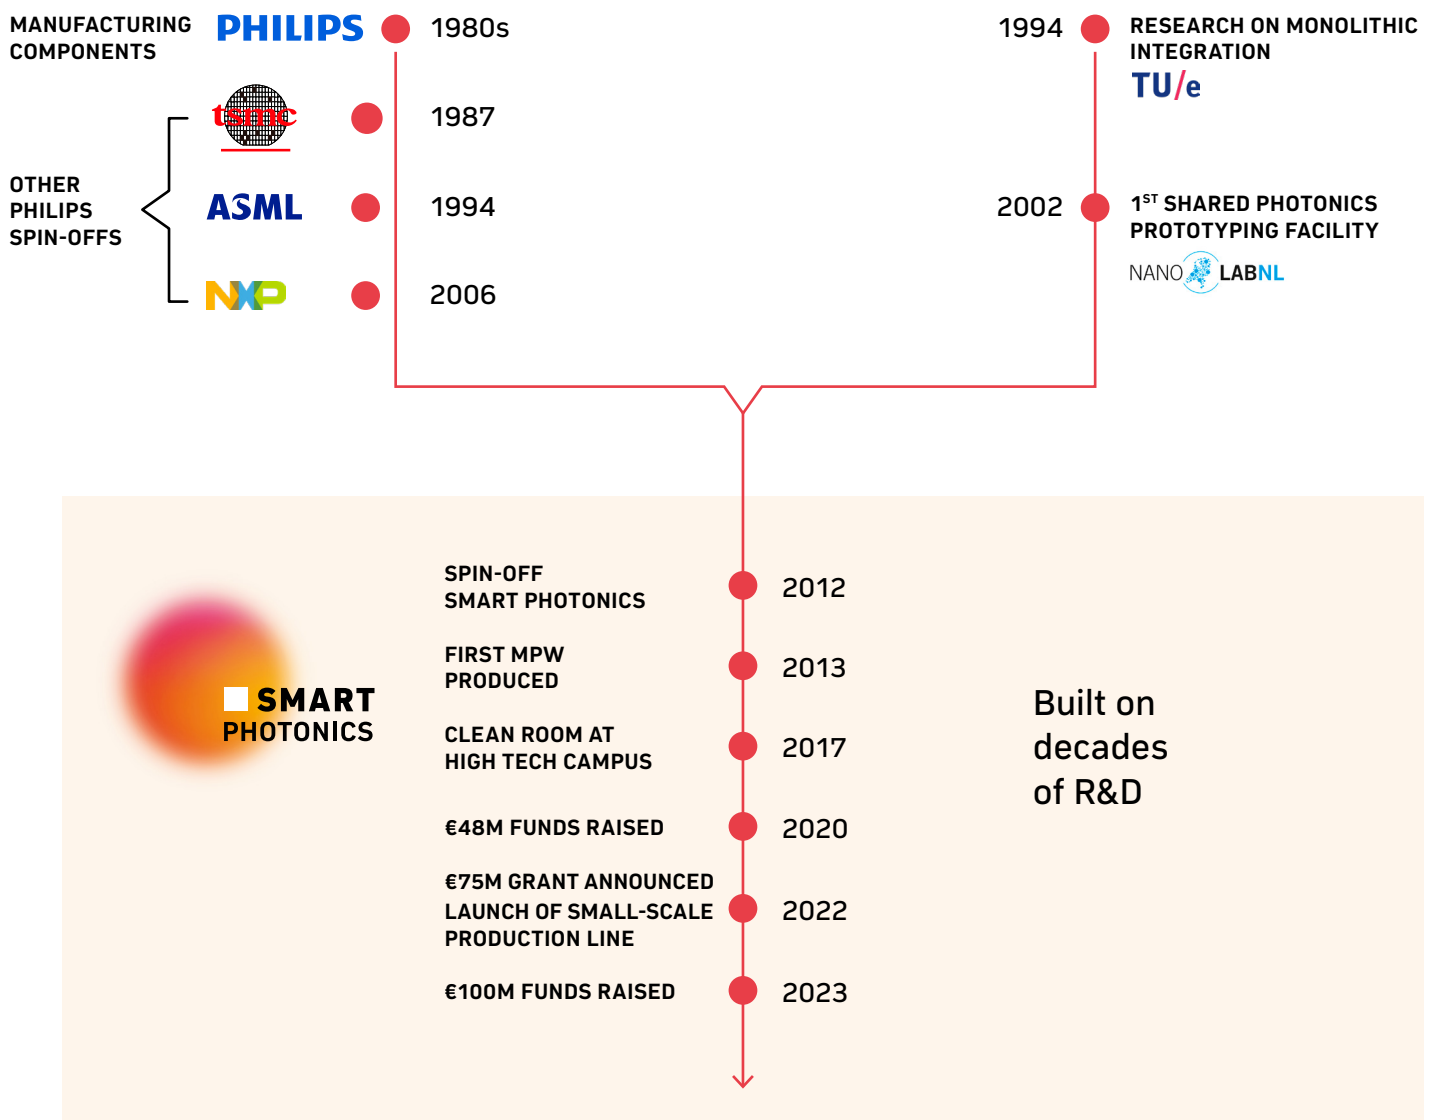 MANUFACTURING
COMPONENTS
PHILIPS
1980s
tsmc
1987
OTHER
PHILIPS
SPIN-OFFS
ASML
1994
NXP
2006
1994
RESEARCH ON MONOLITHIC
INTEGRATION
TU/e
2002
1ST SHARED PHOTONICS
PROTOTYPING FACILITY
NANO LABNL
SMART
PHOTONICS
SPIN-OFF
SMART PHOTONICS
2012
FIRST MPW
PRODUCED
2013
CLEAN ROOM AT
HIGH TECH CAMPUS
2017
€48M FUNDS RAISED
2020
€75M GRANT ANNOUNCED
LAUNCH OF SMALL-SCALE
PRODUCTION LINE
2022
€100M FUNDS RAISED
2023
Built on
decades
of R&D